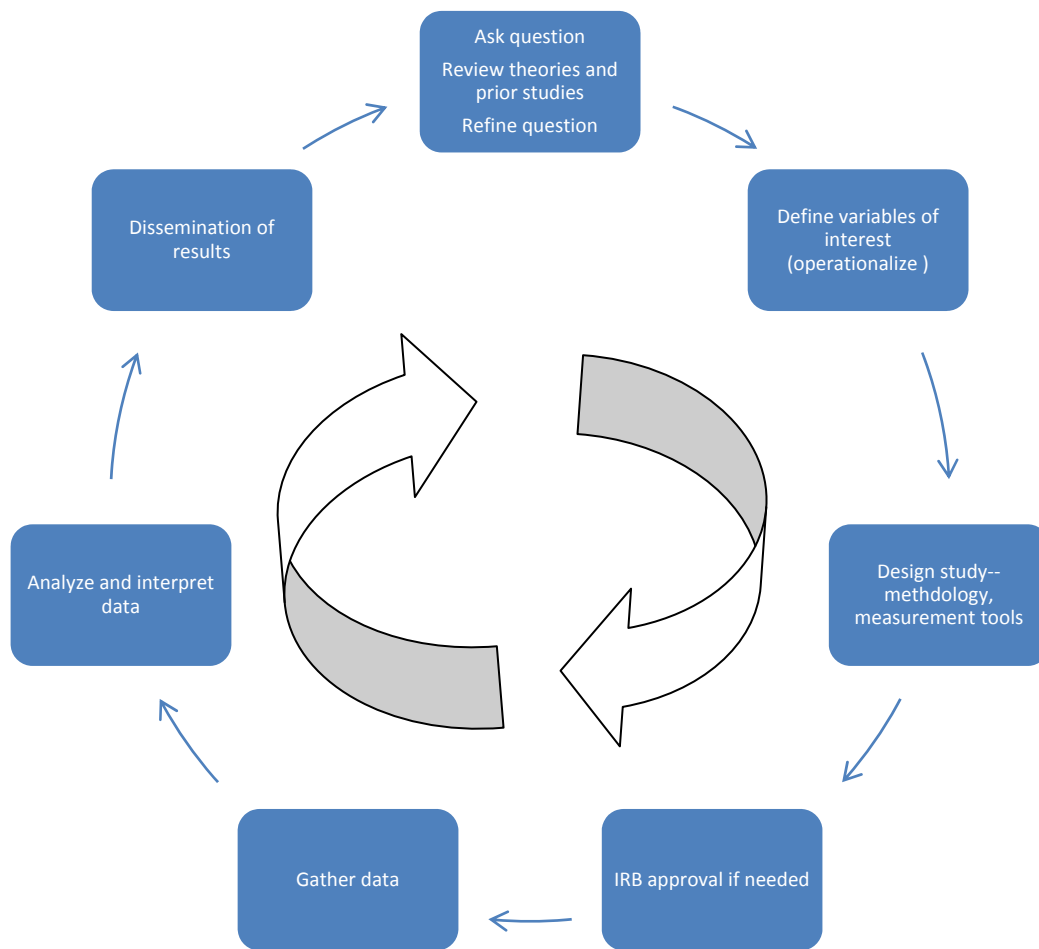 Ask question
Review theories and
prior studies
Refine question
Define variables of
interest
(operationalize )
Design study--
methdology,
measurement tools
IRB approval if needed
Gather data
Analyze and interpret
data
Dissemination of
results